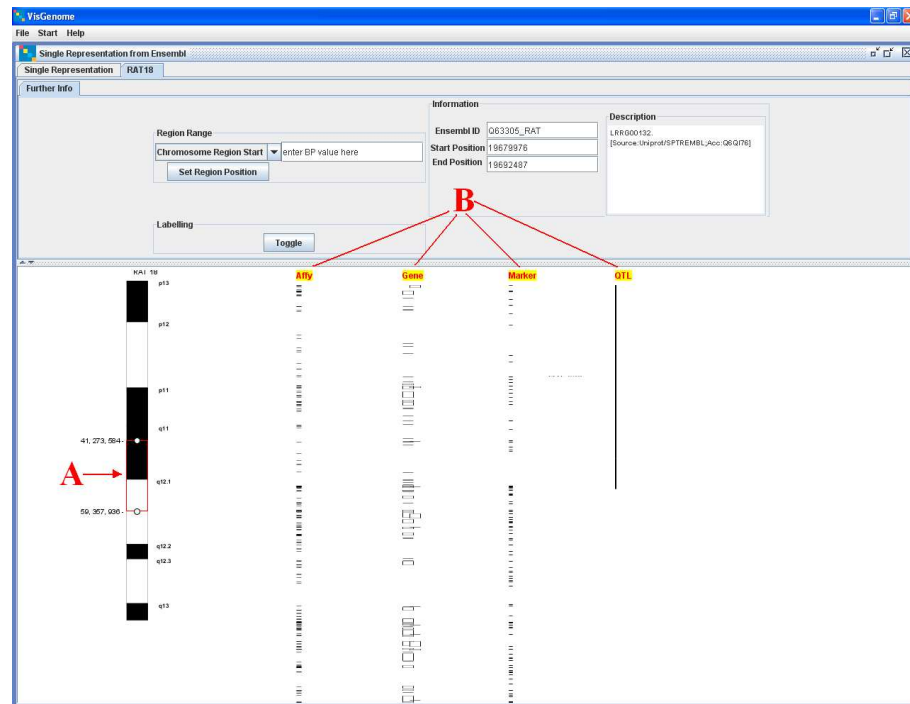 VisGenome
File Start Help
Single Representation from Ensembl
Single Representation RAT18
Further Info
Information
Region Range
Chromosome Region Start enter BP value here
Set Region Position
Ensembl ID Q63305_RAT
Start Position 19679976
End Position 19692487
Description
LRRG00132.
[Source:Uniprot/SPTREMBL;Acc:Q6QI76]
Labelling
Toggle
B
RAT 18
Affy Gene Marker QTL
p13
p12
p11
q11
41, 273, 584
A
q12.1
59, 357, 936
q12.2
q12.3
q13